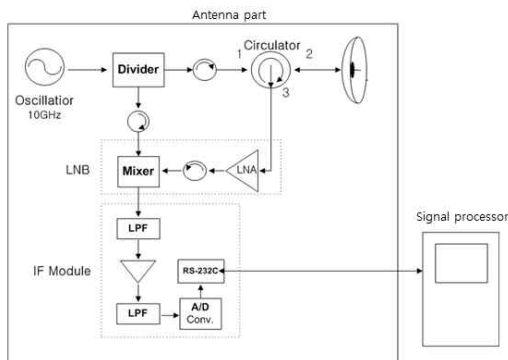 Antenna part
Circulator
1
2
3
Divider
Oscillatior
10GHz
LNB
Mixer
LNA
LPF
IF Module
RS-232C
LPF
A/D
Conv.
Signal processor